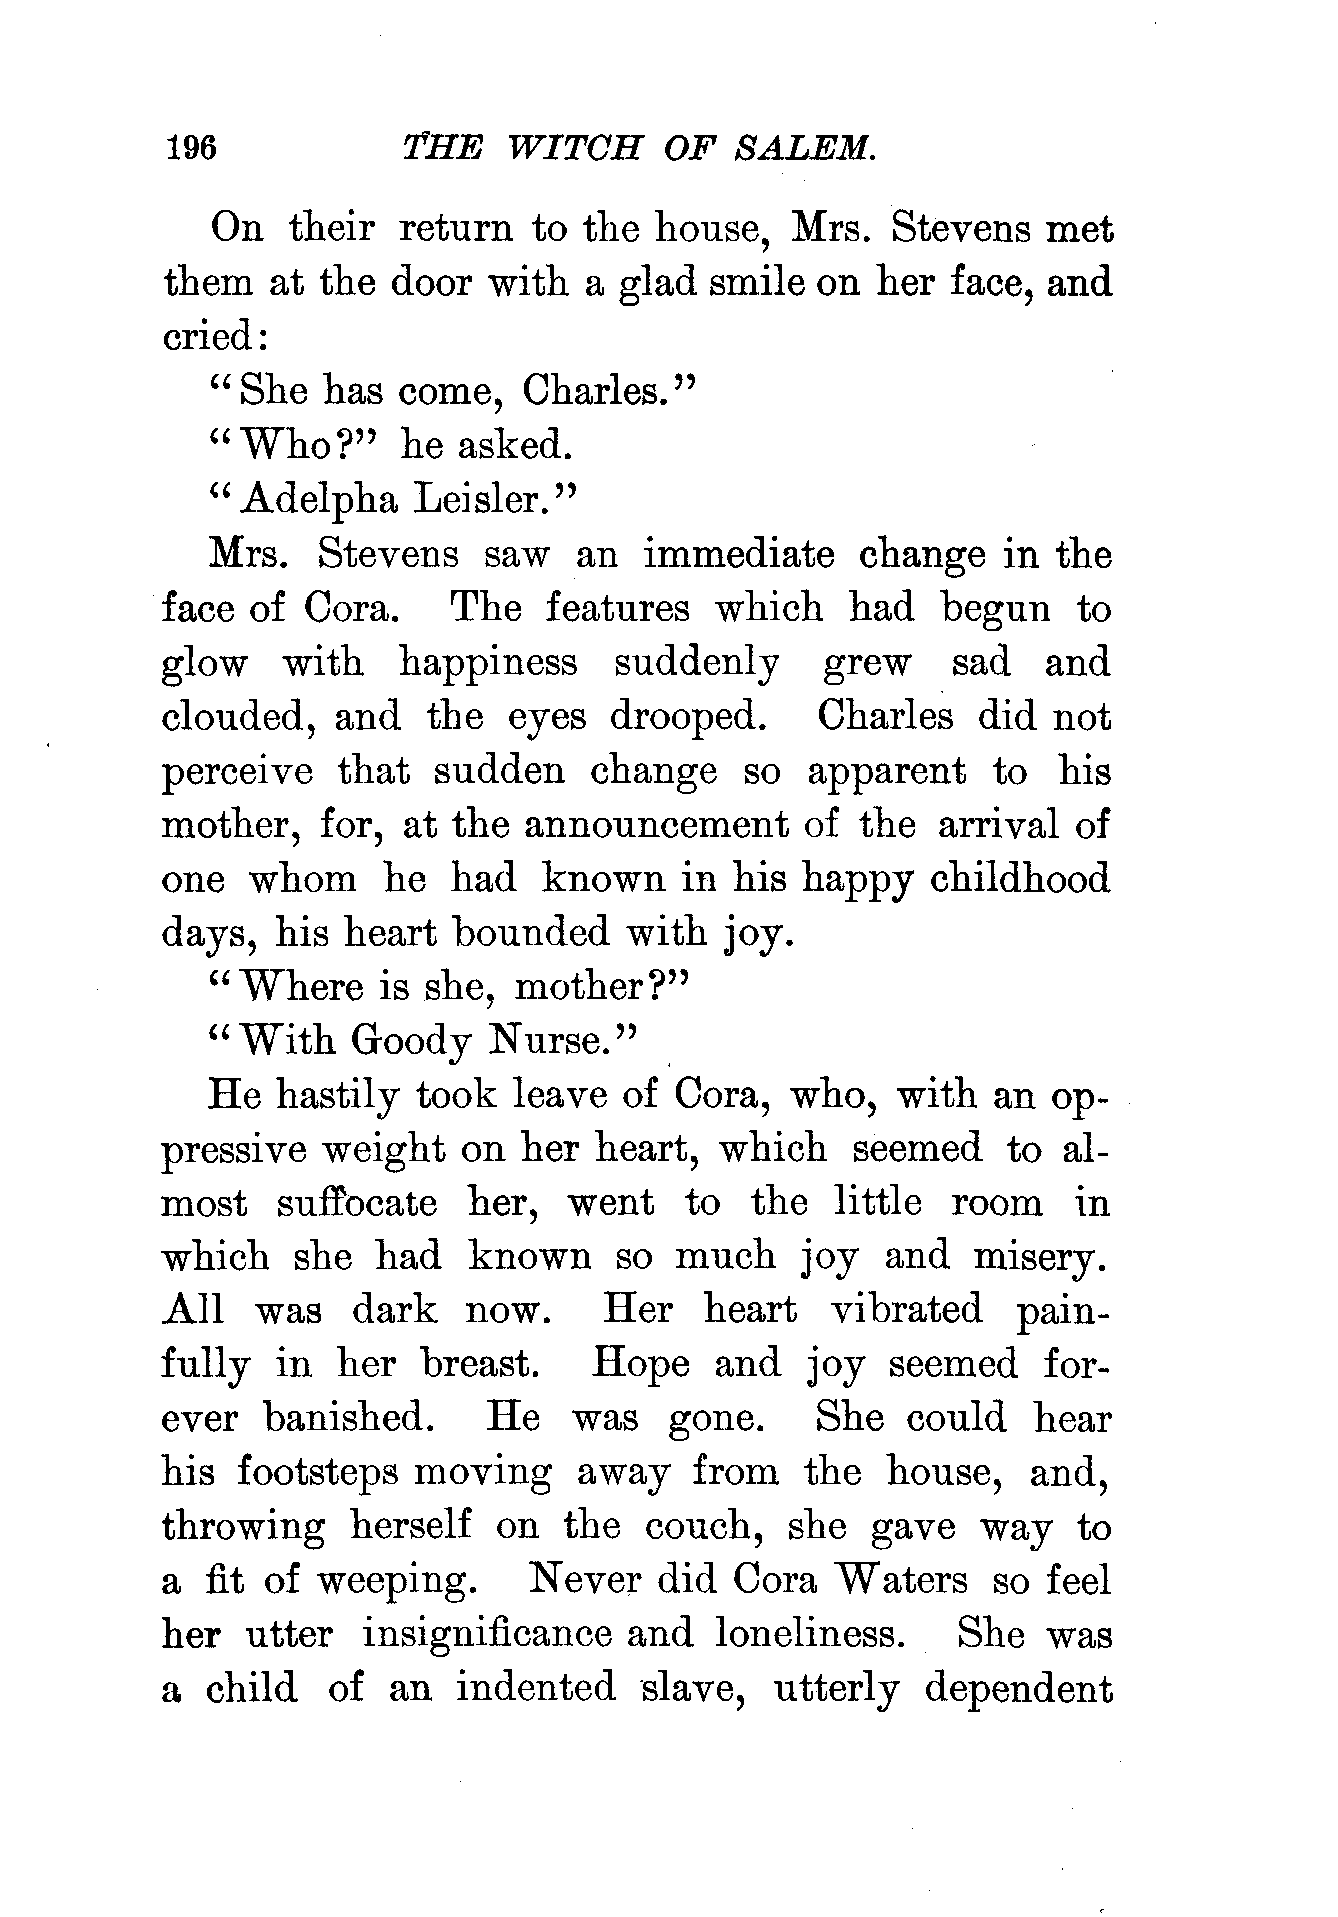 196 THE WITCH OF SALEM.
On their return to the house, Mrs. Stevens met
them at the door with a glad smile on her face, and
cried:
"She has come, Charles."
"Who?" he asked.
"Adelpha Leisler."
Mrs. Stevens saw an immediate change in the
face of Cora. The features which had begun to
glow with happiness suddenly grew sad and
clouded, and the eyes drooped. Charles did not
perceive that sudden change so apparent to his
mother, for, at the announcement of the arrival of
one whom he had known in his happy childhood
days, his heart bounded with joy.
"Where is she, mother?"
"With Goody Nurse."
He hastily took leave of Cora, who, with an op-
pressive weight on her heart, which seemed to al-
most suffocate her, went to the little room in
which she had known so much joy and misery.
All was dark now. Her heart vibrated pain-
fully in her breast. Hope and joy seemed for-
ever banished. He was gone. She could hear
his footsteps moving away from the house, and,
throwing herself on the couch, she gave way to
a fit of weeping. Never did Cora Waters so feel
her utter insignificance and loneliness. She was
a child of an indented slave, utterly dependent